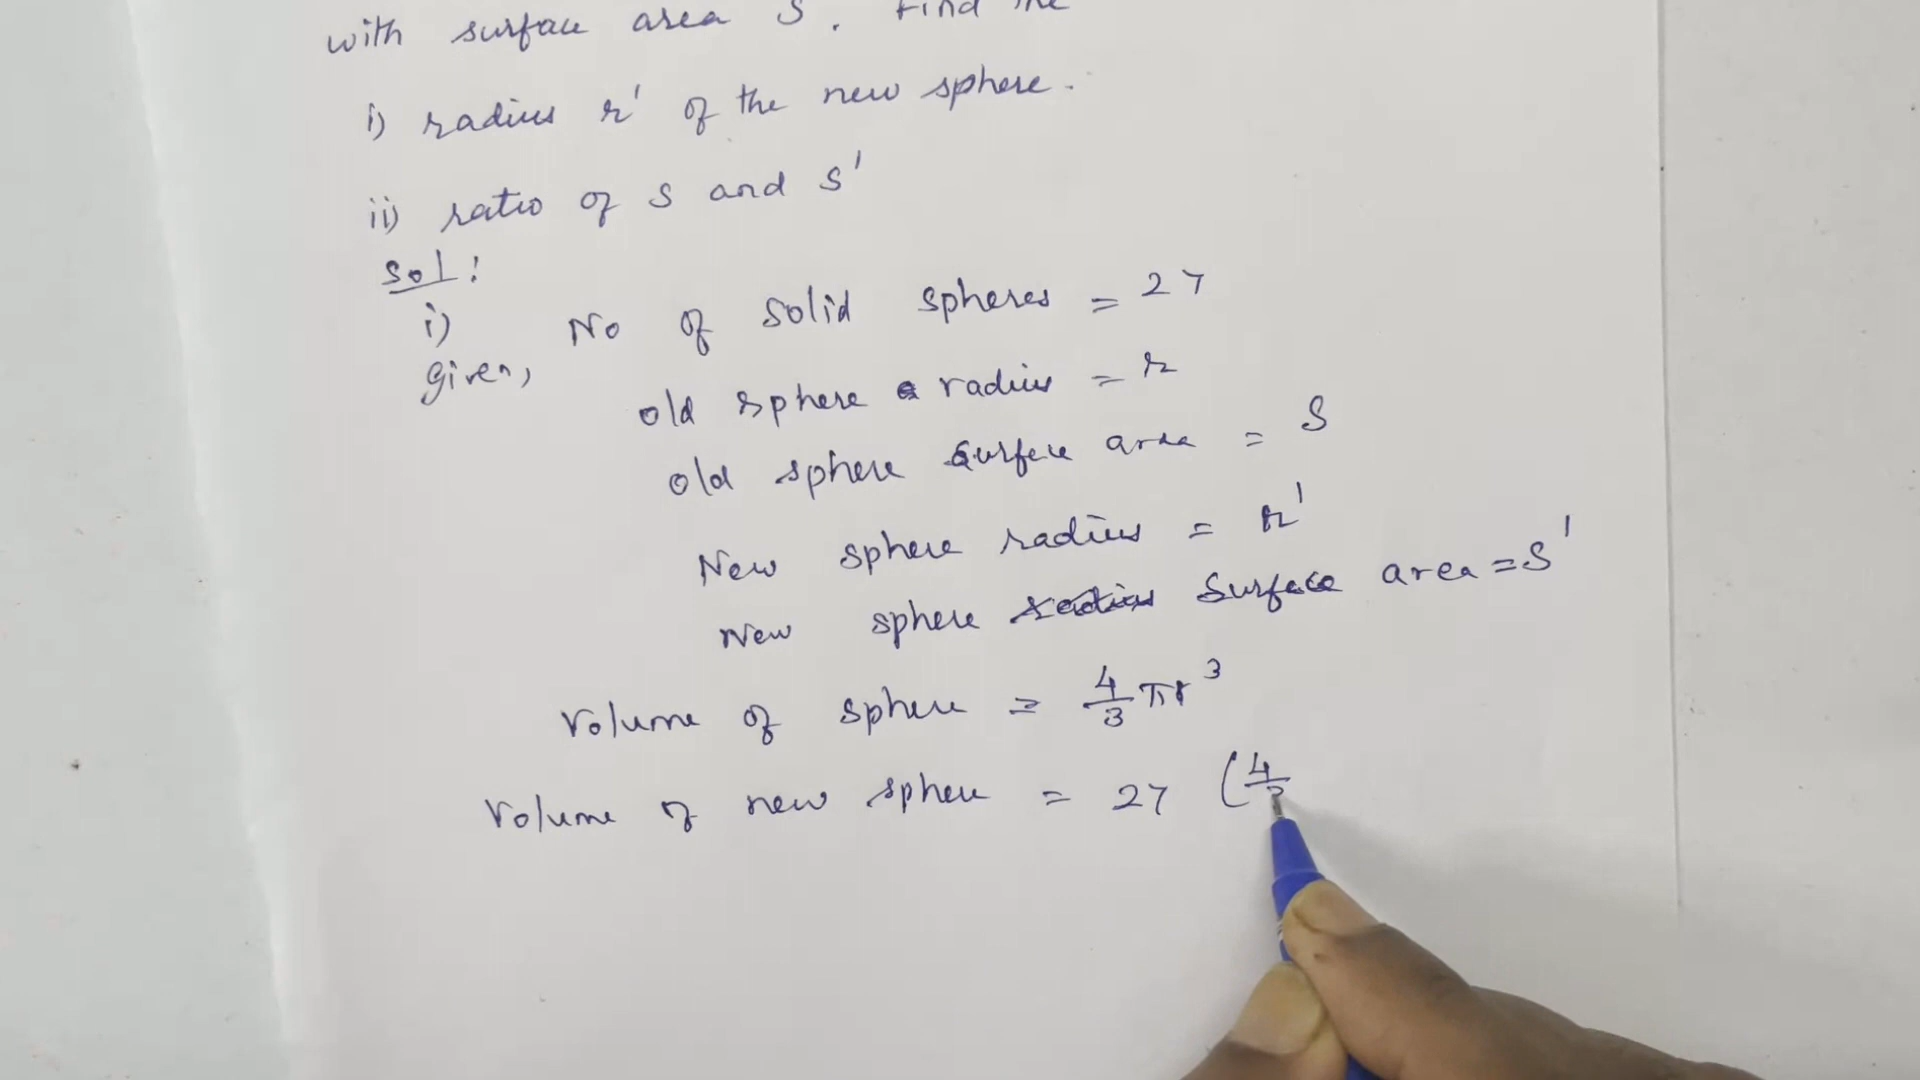 with surface area S. Find the
i) radius r' of the new sphere.
ii) ratio of S and S'
Sol:
i) No of solid spheres = 27
given,
old sphere radius = r
old sphere surface area = S
New sphere radius = r'
New sphere radius Surface area = S'
Volume of sphere = 4/3 πr³
Volume of new sphere = 27 (4/3